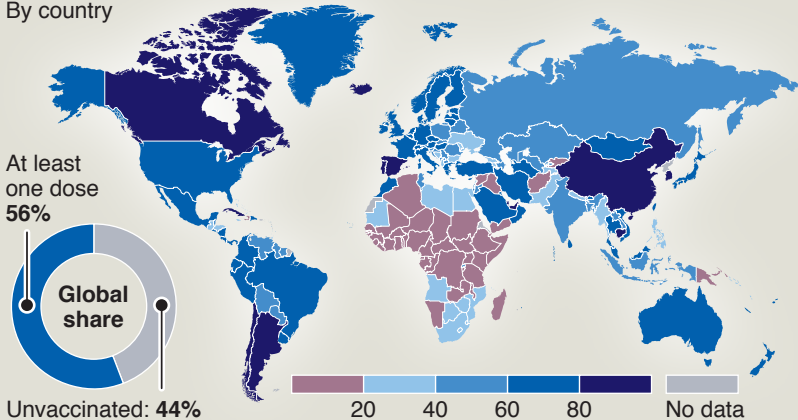 By country
At least
one dose
56%
Global
share
Unvaccinated: 44%
20 40 60 80 No data